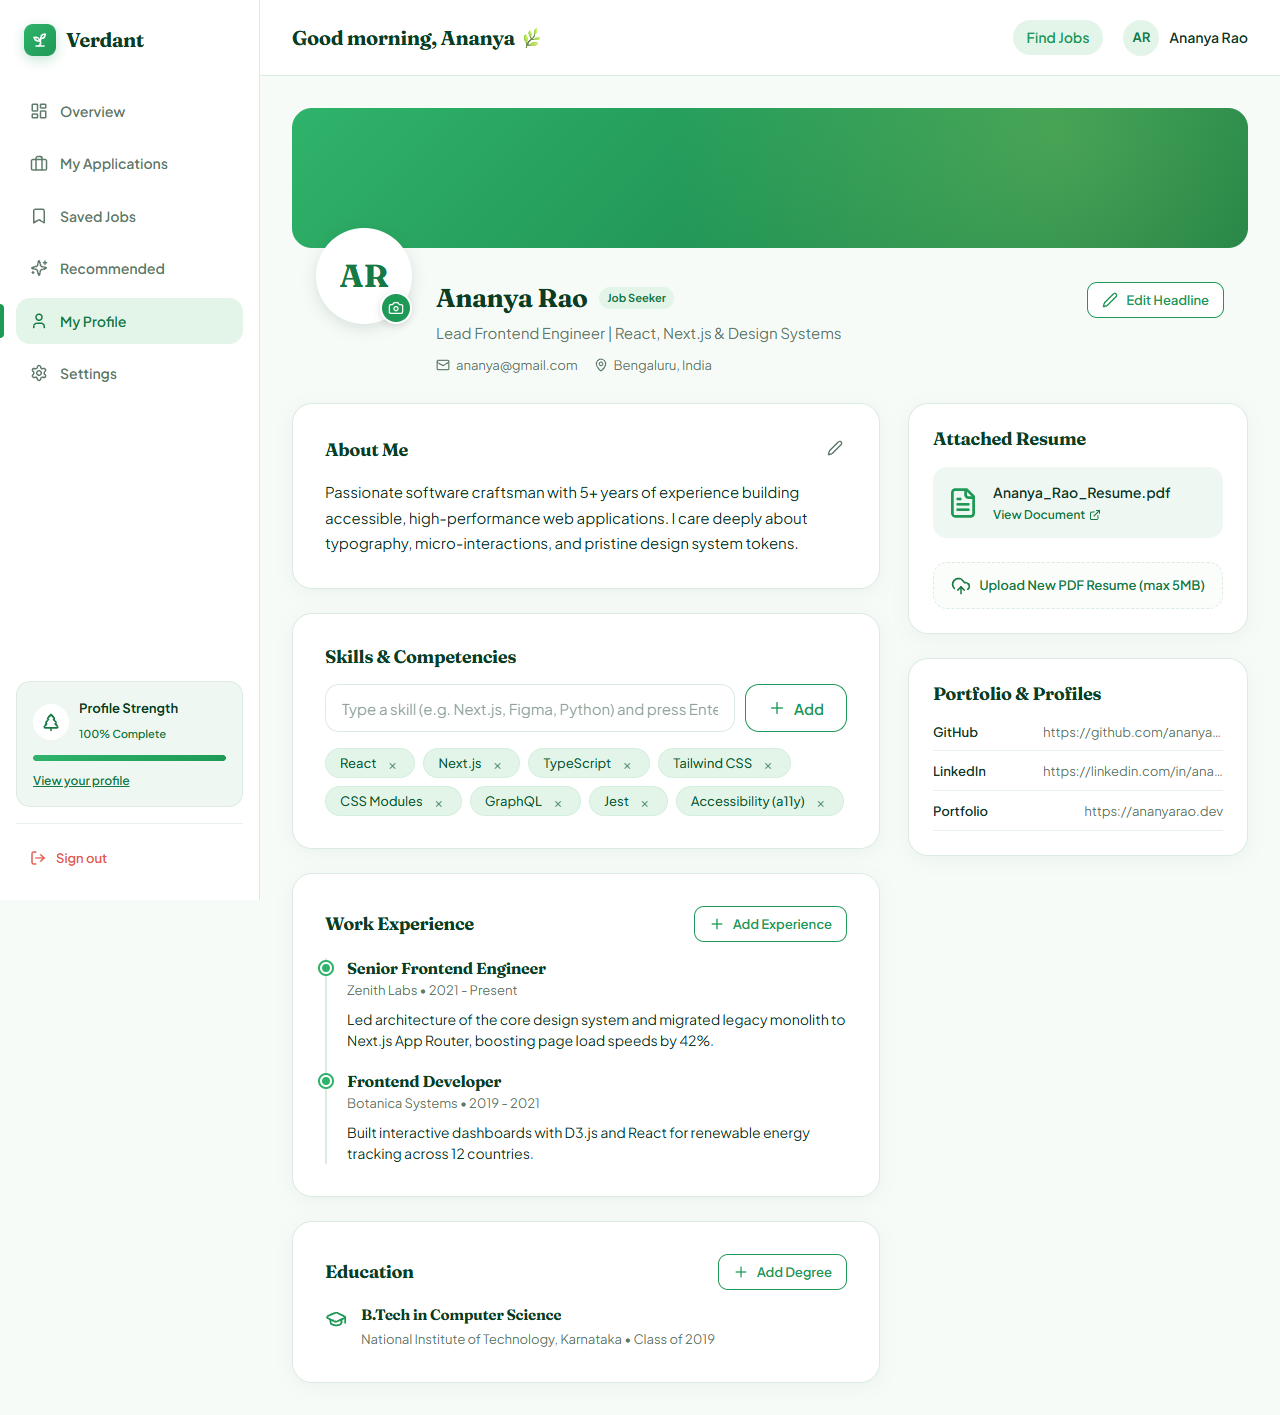 Verdant
Good morning, Ananya 🌿
Find Jobs
AR
Ananya Rao
Overview
My Applications
Saved Jobs
Recommended
My Profile
Settings
Profile Strength
100% Complete
View your profile
Sign out
AR
Ananya Rao
Job Seeker
Edit Headline
Lead Frontend Engineer | React, Next.js & Design Systems
ananya@gmail.com
Bengaluru, India
About Me
Passionate software craftsman with 5+ years of experience building
accessible, high-performance web applications. I care deeply about
typography, micro-interactions, and pristine design system tokens.
Skills & Competencies
Type a skill (e.g. Next.js, Figma, Python) and press Ente
+ Add
React ×
Next.js ×
TypeScript ×
Tailwind CSS ×
CSS Modules ×
GraphQL ×
Jest ×
Accessibility (a11y) ×
Work Experience
+ Add Experience
Senior Frontend Engineer
Zenith Labs • 2021 - Present
Led architecture of the core design system and migrated legacy monolith to
Next.js App Router, boosting page load speeds by 42%.
Frontend Developer
Botanica Systems • 2019 - 2021
Built interactive dashboards with D3.js and React for renewable energy
tracking across 12 countries.
Education
+ Add Degree
B.Tech in Computer Science
National Institute of Technology, Karnataka • Class of 2019
Attached Resume
Ananya_Rao_Resume.pdf
View Document
Upload New PDF Resume (max 5MB)
Portfolio & Profiles
GitHub https://github.com/ananya...
LinkedIn https://linkedin.com/in/ana...
Portfolio https://ananyarao.dev